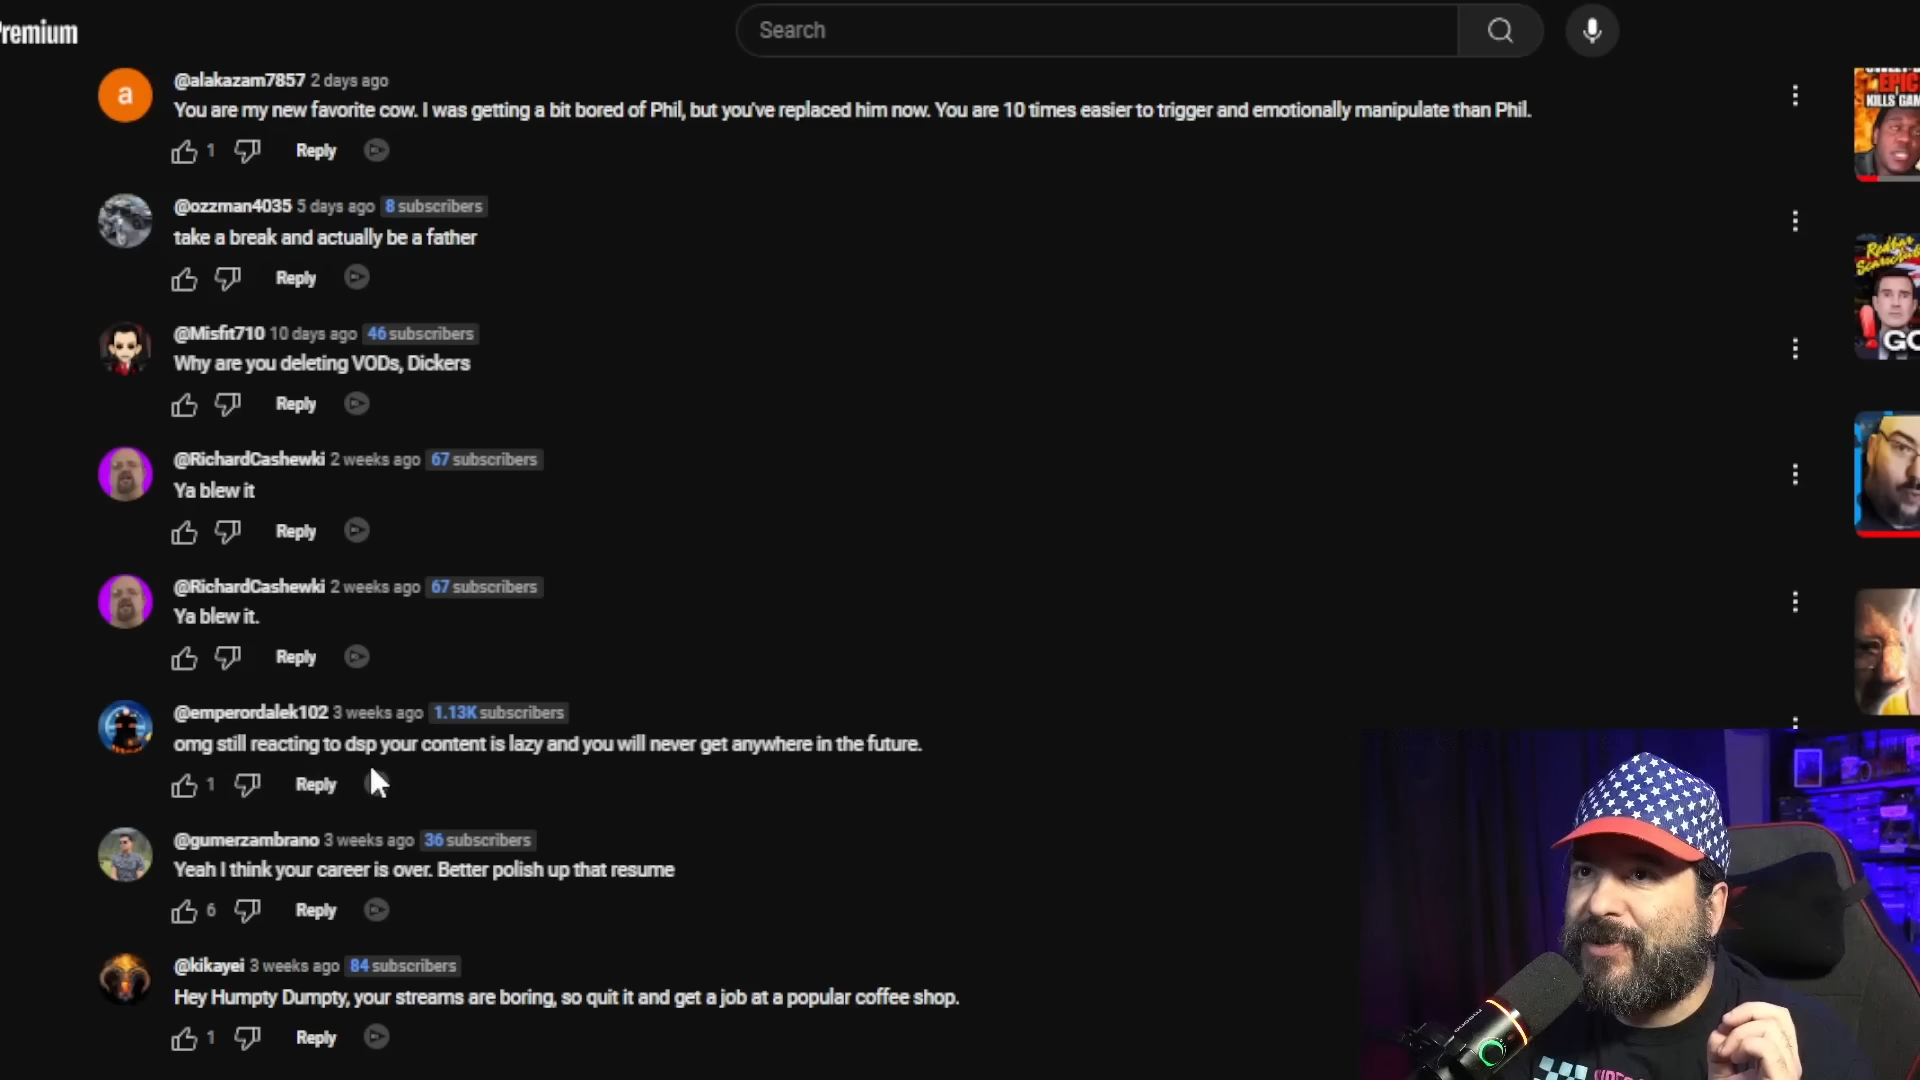 Premium
Search
@alakazam7857 2 days ago
You are my new favorite cow. I was getting a bit bored of Phil, but you've replaced him now. You are 10 times easier to trigger and emotionally manipulate than Phil.
1 Reply
@ozzman4035 5 days ago 8 subscribers
take a break and actually be a father
Reply
@Misfit710 10 days ago 46 subscribers
Why are you deleting VODs, Dickers
Reply
@RichardCashewki 2 weeks ago 67 subscribers
Ya blew it
Reply
@RichardCashewki 2 weeks ago 67 subscribers
Ya blew it.
Reply
@emperordalek102 3 weeks ago 1.13K subscribers
omg still reacting to dsp your content is lazy and you will never get anywhere in the future.
1 Reply
@gumerzambrano 3 weeks ago 36 subscribers
Yeah I think your career is over. Better polish up that resume
6 Reply
@kikayei 3 weeks ago 84 subscribers
Hey Humpty Dumpty, your streams are boring, so quit it and get a job at a popular coffee shop.
1 Reply
a
EPIC
KILLS GAM
Redbar
GO